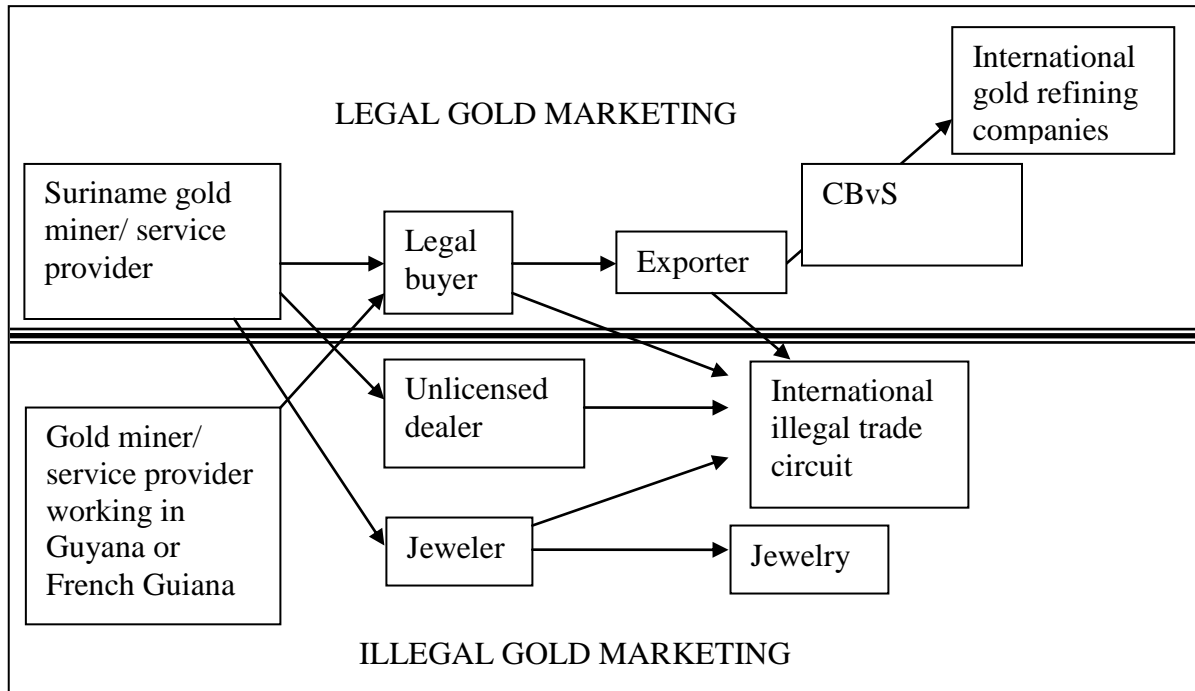 LEGAL GOLD MARKETING
International
gold refining
companies
Suriname gold
miner/ service
provider
Legal
buyer
Exporter
CBvS
Gold miner/
service provider
working in
Guyana or
French Guiana
Unlicensed
dealer
Jeweler
International
illegal trade
circuit
Jewelry
ILLEGAL GOLD MARKETING